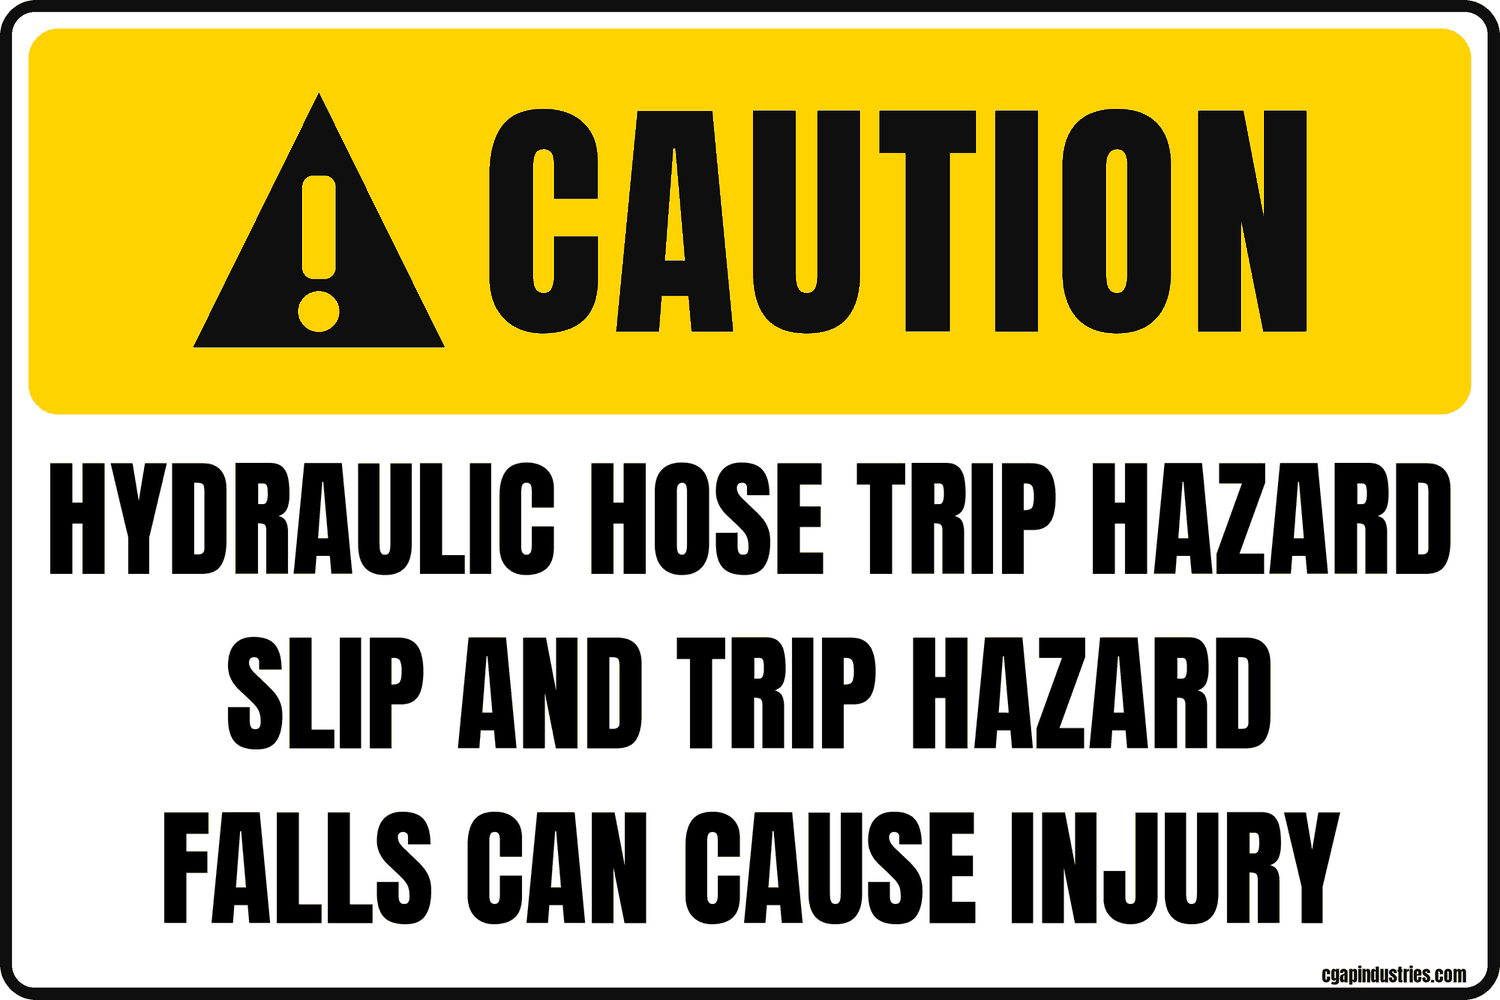 CAUTION
HYDRAULIC HOSE TRIP HAZARD
SLIP AND TRIP HAZARD
FALLS CAN CAUSE INJURY
cgapindustries.com